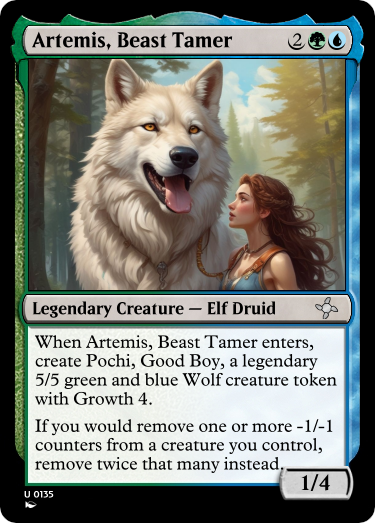 Artemis, Beast Tamer 2
Legendary Creature — Elf Druid
When Artemis, Beast Tamer enters,
create Pochi, Good Boy, a legendary
5/5 green and blue Wolf creature token
with Growth 4.
If you would remove one or more -1/-1
counters from a creature you control,
remove twice that many instead.
1/4
U 0135